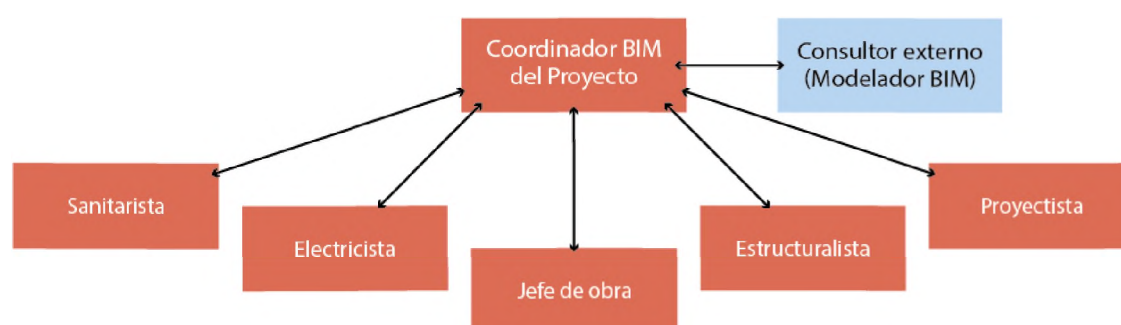 Coordinador BIM
del Proyecto
Consultor externo
(Modelador BIM)
Sanitarista
Electricista
Jefe de obra
Estructuralista
Proyectista